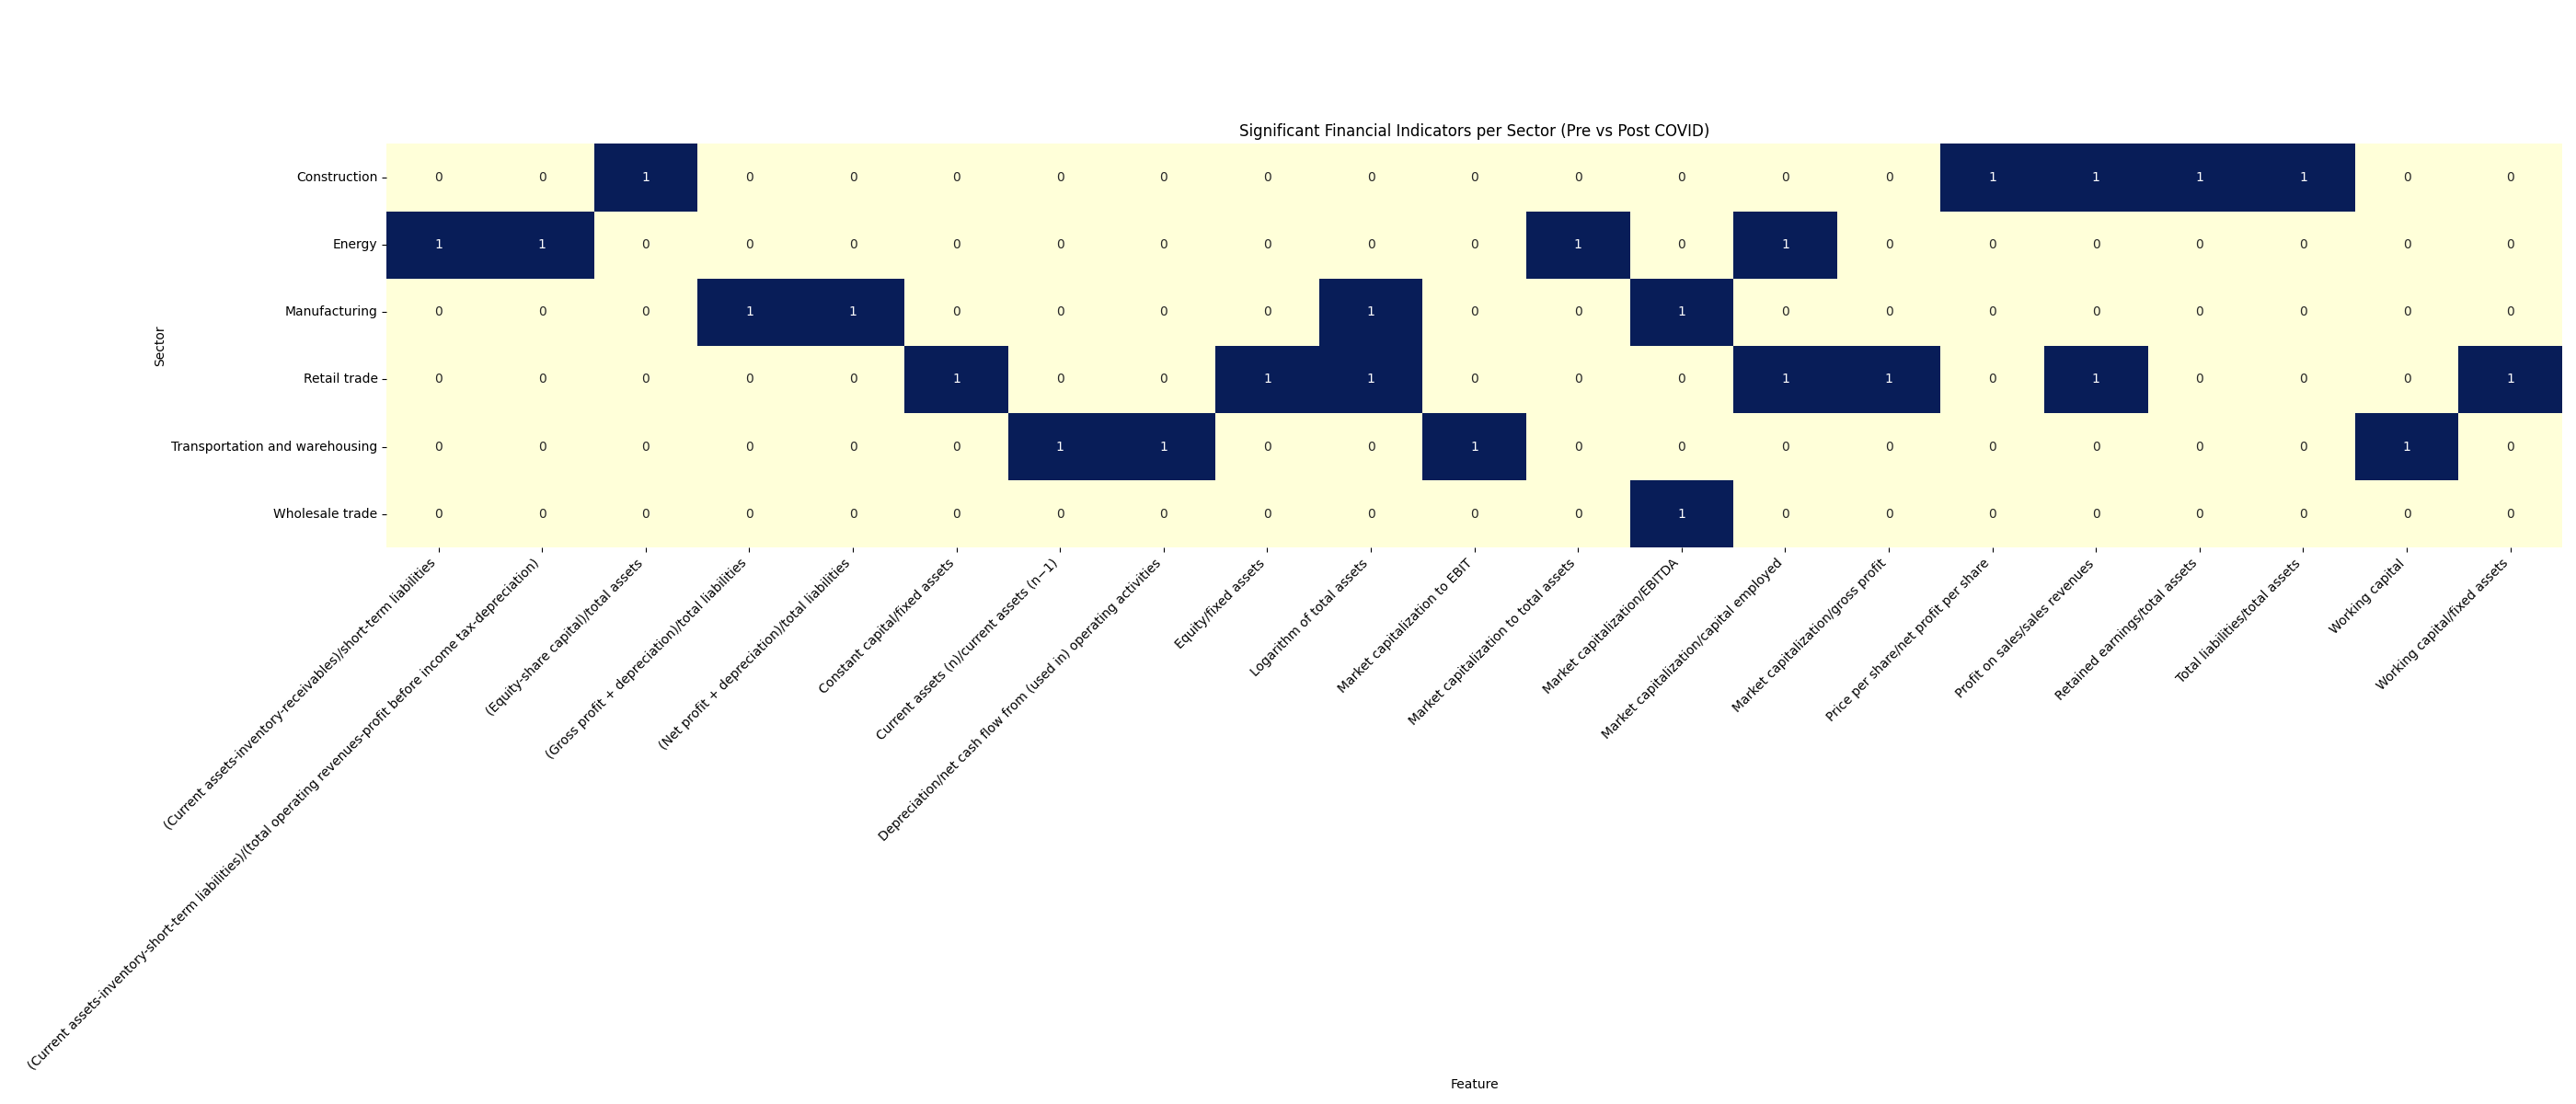 Significant Financial Indicators per Sector (Pre vs Post COVID)
Sector
Construction 0 0 1 0 0 0 0 0 0 0 0 0 0 0 0 1 1 1 1 0 0
Energy 1 1 0 0 0 0 0 0 0 0 0 1 0 1 0 0 0 0 0 0 0
Manufacturing 0 0 0 1 1 0 0 0 0 1 0 0 1 0 0 0 0 0 0 0 0
Retail trade 0 0 0 0 0 1 0 0 1 1 0 0 0 1 1 0 1 0 0 0 1
Transportation and warehousing 0 0 0 0 0 0 1 1 0 0 1 0 0 0 0 0 0 0 0 1 0
Wholesale trade 0 0 0 0 0 0 0 0 0 0 0 0 1 0 0 0 0 0 0 0 0
(Current assets-inventory-receivables)/short-term liabilities
(Current assets-inventory-short-term liabilities)/(total operating revenues-profit before income tax-depreciation)
(Equity-share capital)/total assets
(Gross profit + depreciation)/total liabilities
(Net profit + depreciation)/total liabilities
Constant capital/fixed assets
Current assets (n)/current assets (n−1)
Depreciation/net cash flow from (used in) operating activities
Equity/fixed assets
Logarithm of total assets
Market capitalization to EBIT
Market capitalization to total assets
Market capitalization/EBITDA
Market capitalization/capital employed
Market capitalization/gross profit
Price per share/net profit per share
Profit on sales/sales revenues
Retained earnings/total assets
Total liabilities/total assets
Working capital
Working capital/fixed assets
Feature